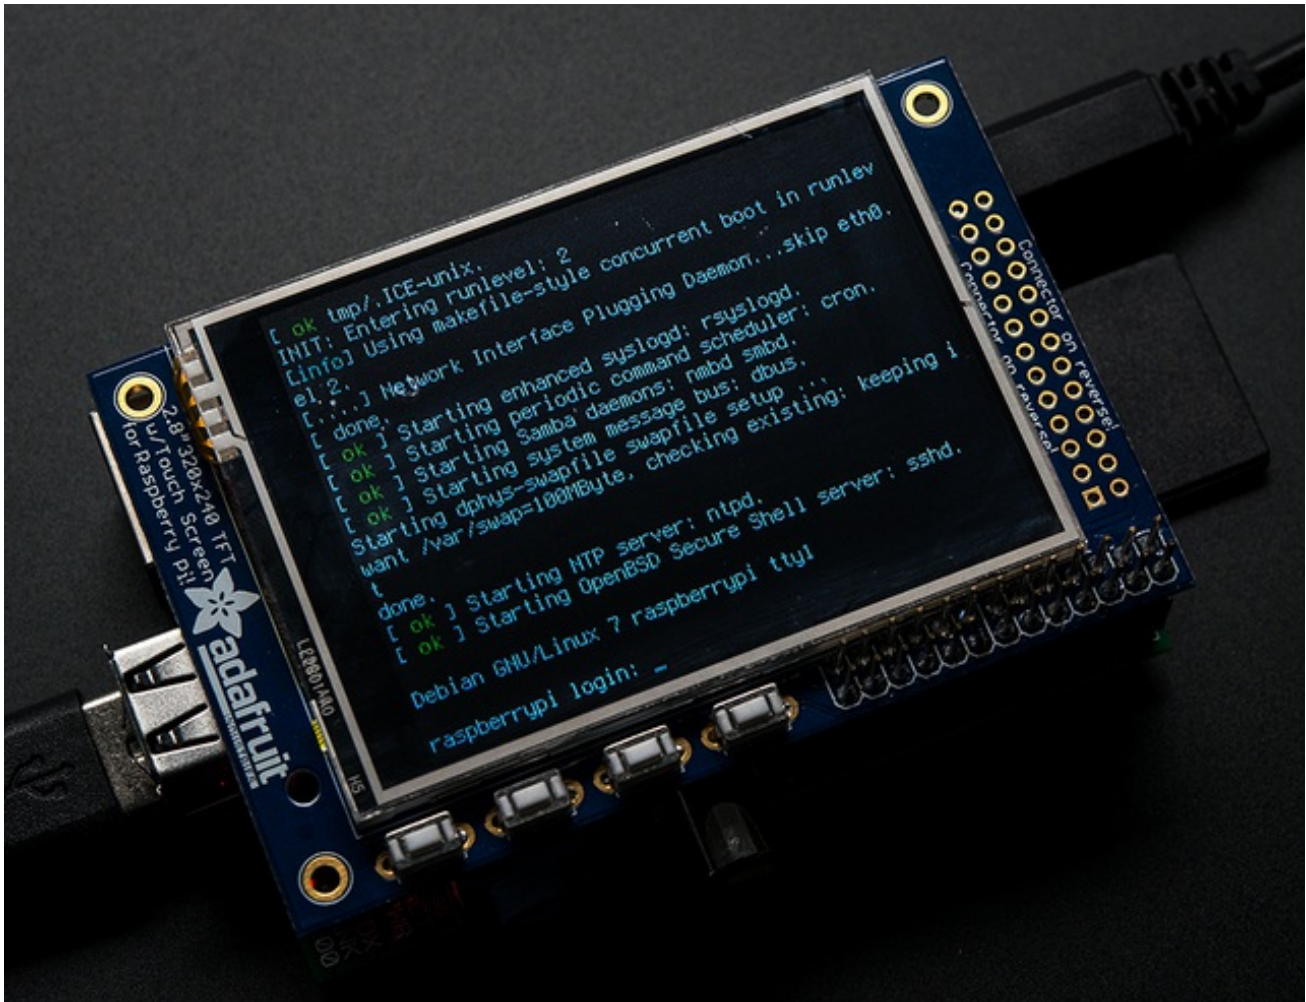 [ ok tmp/.ICE-unix.
INIT: Entering runlevel: 2
[info] Using makefile-style concurrent boot in runlev
el 2.
[....] Network Interface Plugging Daemon...skip eth0.
[ done.
[ ok ] Starting enhanced syslogd: rsyslogd.
[ ok ] Starting periodic command scheduler: cron.
[ ok ] Starting Samba daemons: nmbd smbd.
[ ok ] Starting system message bus: dbus.
Starting dphys-swapfile swapfile setup ...
want /var/swap=100MByte, checking existing: keeping i
t
done.
[ ok ] Starting NTP server: ntpd.
[ ok ] Starting OpenBSD Secure Shell server: sshd.
Debian GNU/Linux 7 raspberrypi tty1
raspberrypi login: _
2.8" 320x240 TFT
w/Touch Screen
for Raspberry Pi!
adafruit
H5
Connector on reverse!
Connector on reverse!